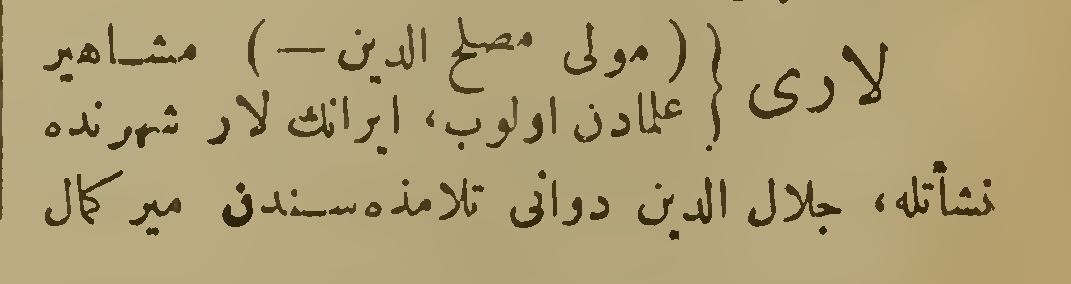 لاری { (مولی مصلح الدین —) مشاهیر
علمادن اولوب، ایرانك لار شهرنده
نشأتله، جلال الدین دوانی تلامذه‌سندن میر کمال